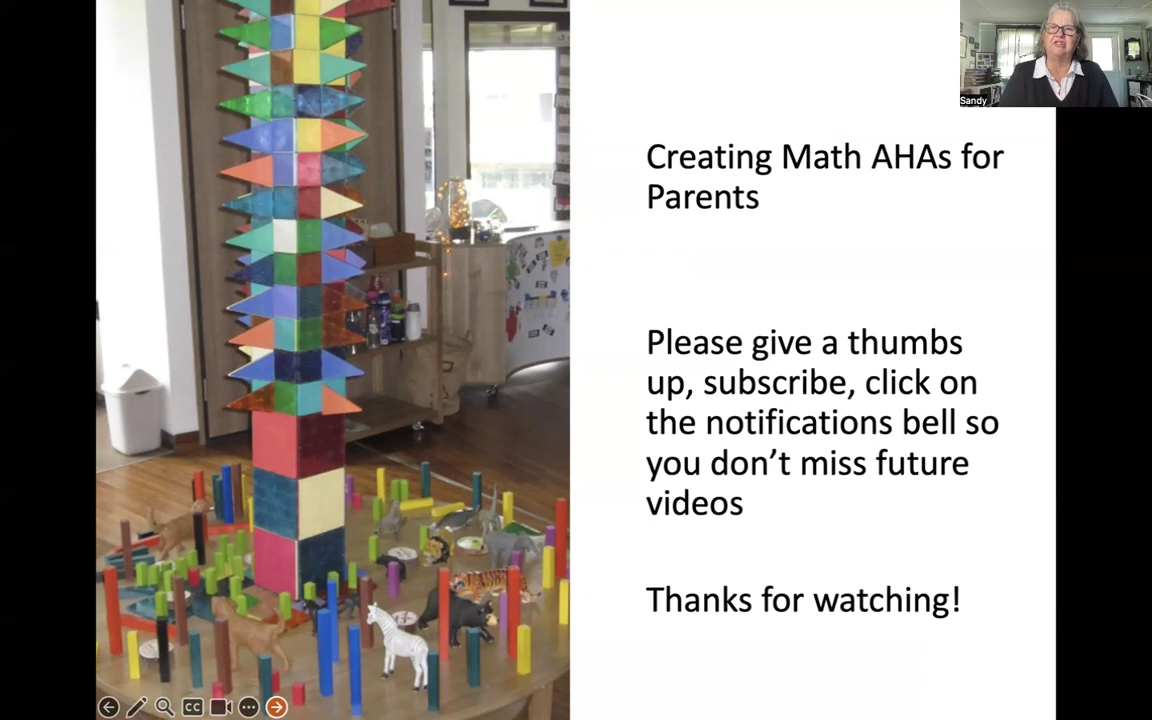 Sandy
Creating Math AHAs for
Parents
Please give a thumbs
up, subscribe, click on
the notifications bell so
you don’t miss future
videos
Thanks for watching!
CC